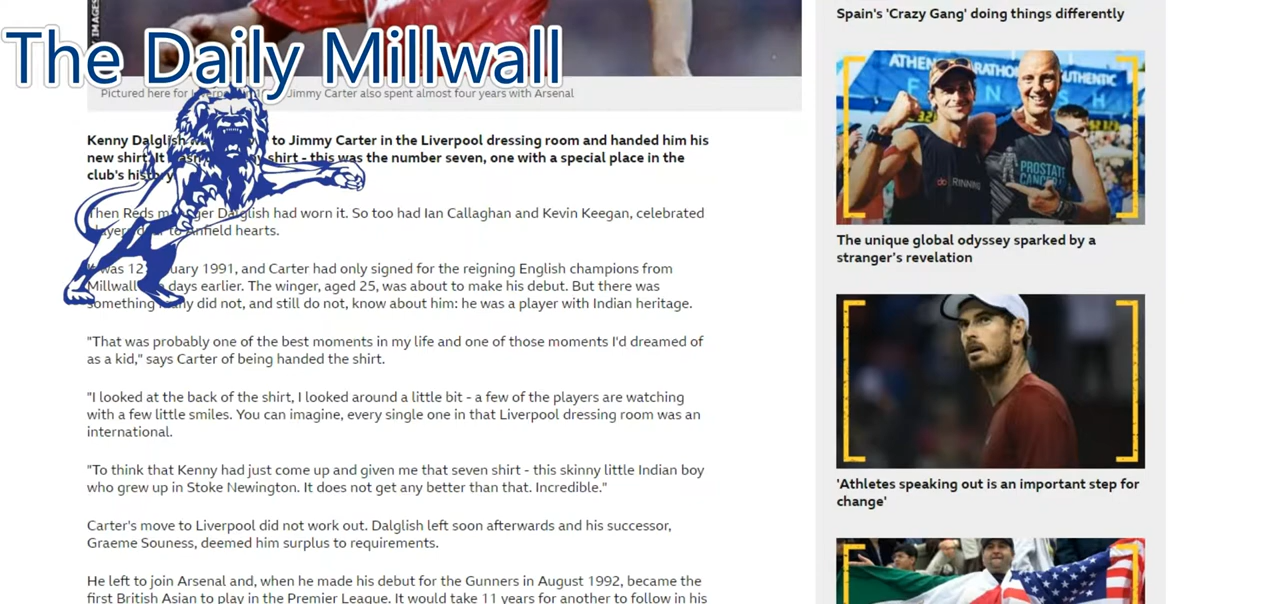 IMAGES
The Daily Millwall
Pictured here for Jimmy Carter also spent almost four years with Arsenal
Kenny Dalglish to Jimmy Carter in the Liverpool dressing room and handed him his
new shirt. It shirt - this was the number seven, one with a special place in the
club's history.
Then Reds Dalglish had worn it. So too had Ian Callaghan and Kevin Keegan, celebrated
to Anfield hearts.
It was 12 1991, and Carter had only signed for the reigning English champions from
Millwall days earlier. The winger, aged 25, was about to make his debut. But there was
something many did not, and still do not, know about him: he was a player with Indian heritage.
"That was probably one of the best moments in my life and one of those moments I'd dreamed of
as a kid," says Carter of being handed the shirt.
"I looked at the back of the shirt, I looked around a little bit - a few of the players are watching
with a few little smiles. You can imagine, every single one in that Liverpool dressing room was an
international.
"To think that Kenny had just come up and given me that seven shirt - this skinny little Indian boy
who grew up in Stoke Newington. It does not get any better than that. Incredible."
Carter's move to Liverpool did not work out. Dalglish left soon afterwards and his successor,
Graeme Souness, deemed him surplus to requirements.
He left to join Arsenal and, when he made his debut for the Gunners in August 1992, became the
first British Asian to play in the Premier League. It would take 11 years for another to follow in his
Spain's 'Crazy Gang' doing things differently
ATHEN
AUTHENTIC
F I N I S H
RUNNING
PROSTATE
CANCER
The unique global odyssey sparked by a
stranger's revelation
'Athletes speaking out is an important step for
change'